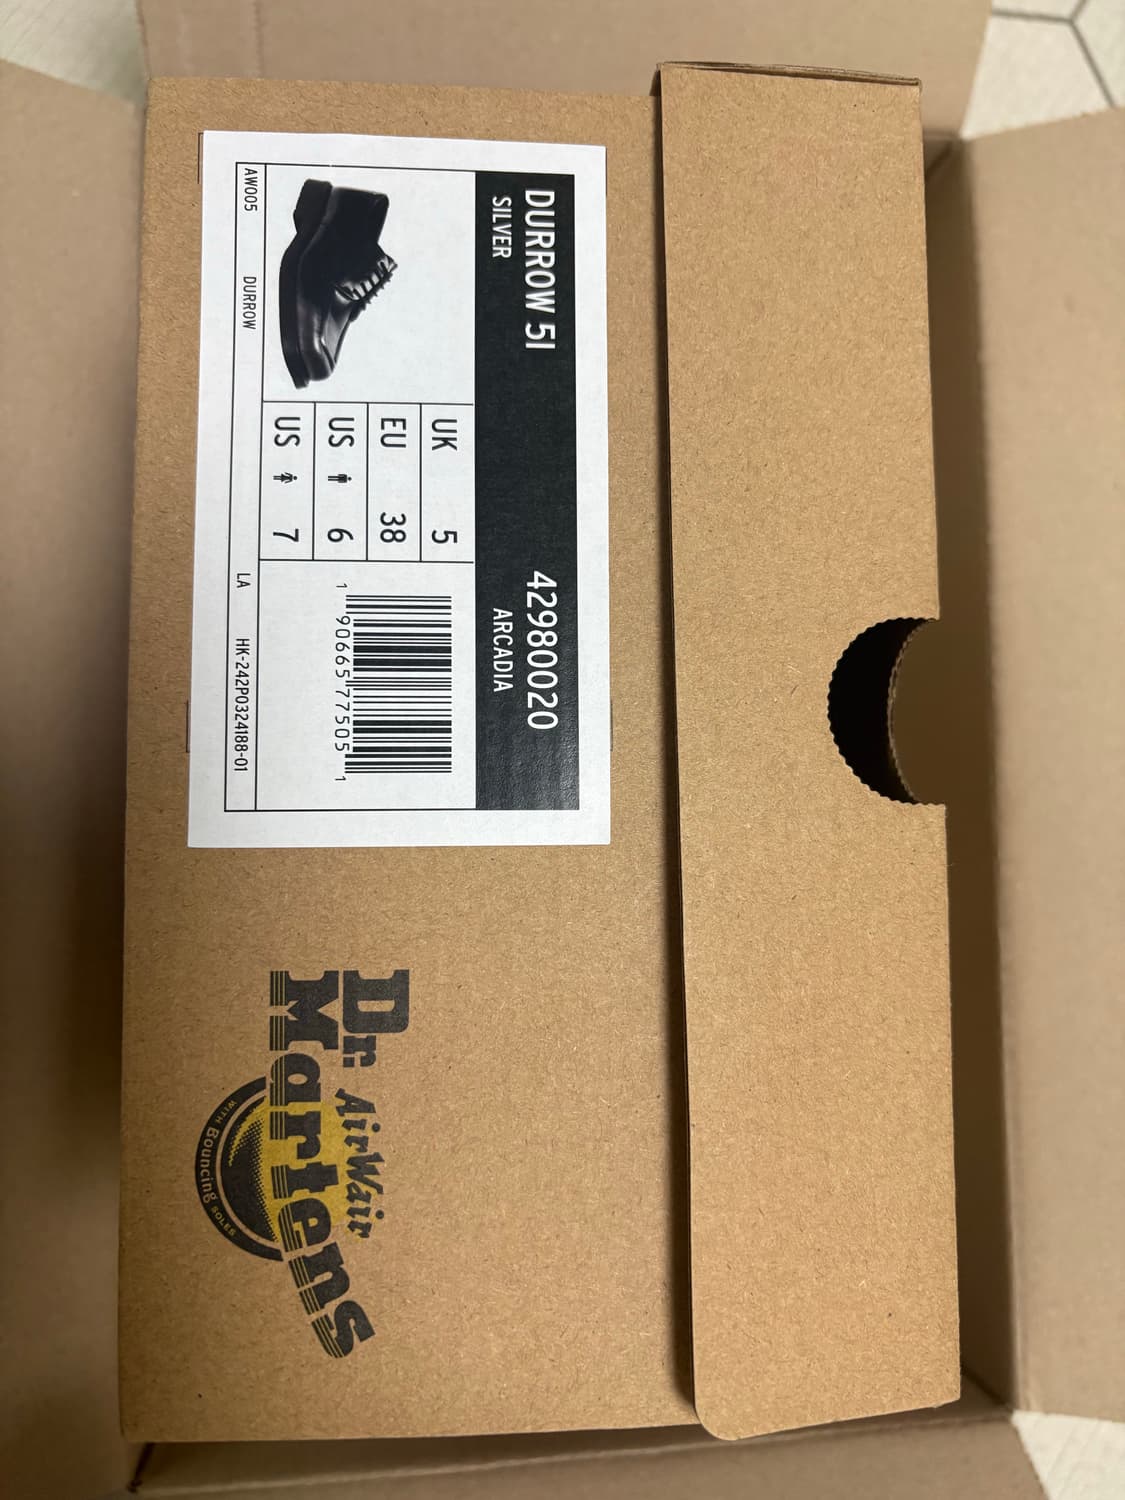 DURROW 5I 42980020
SILVER ARCADIA
UK 5
EU 38
US 6
US 7
1 90665 77505 1
AW005 DURROW LA HK-242P0324188-01
Dr. AirWair
Martens
WITH Bouncing SOLES